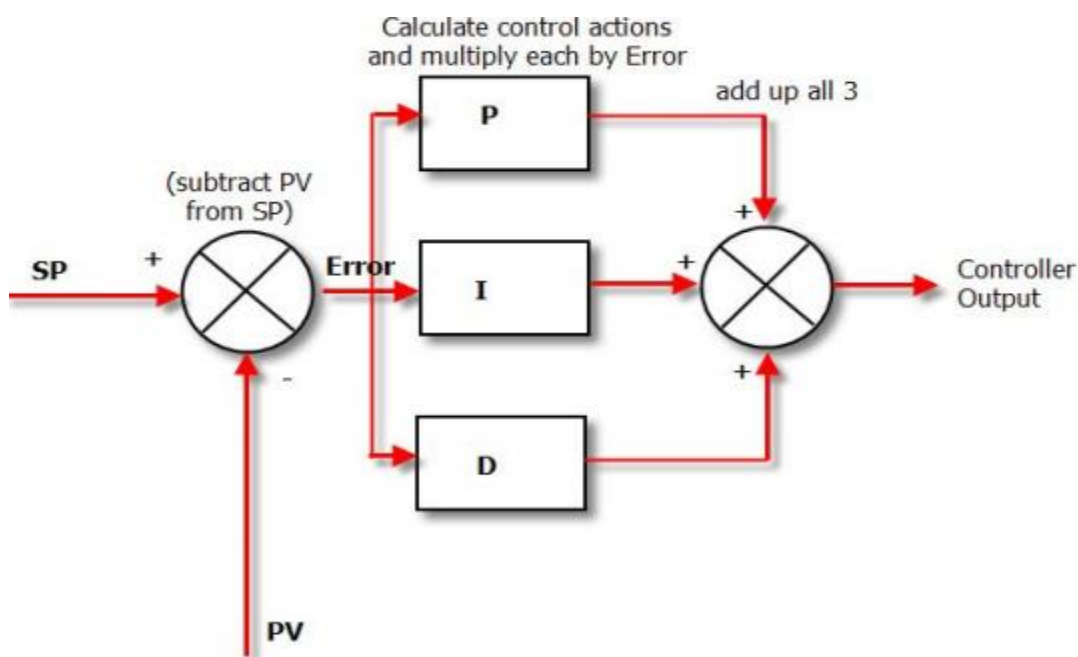 Calculate control actions
and multiply each by Error
P
add up all 3
(subtract PV
from SP)
+
SP
+
Error
+
I
Controller
Output
-
+
D
PV